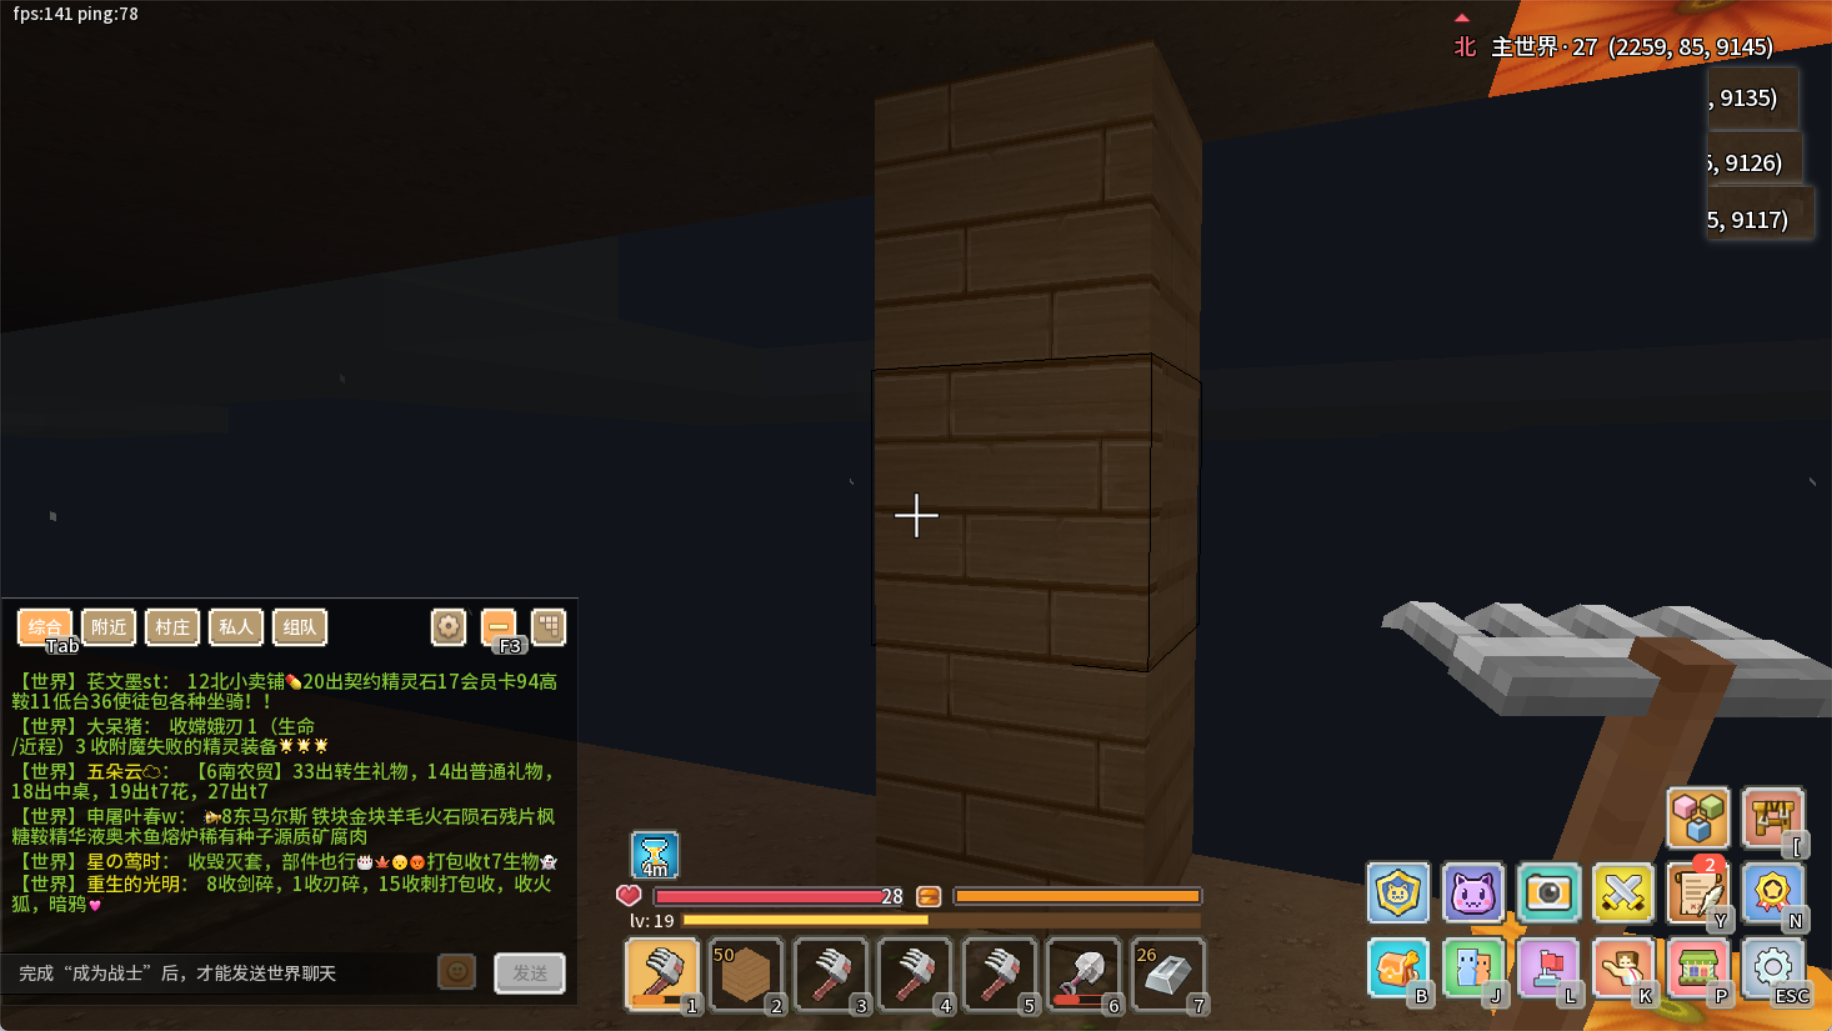 fps:141 ping:78
北 主世界·27 (2259, 85, 9145)
, 9135)
5, 9126)
5, 9117)
综合 附近 村庄 私人 组队
Tab F3
【世界】苌文墨st: 12北小卖铺💊20出契约精灵石17会员卡94高
鞍11低台36使徒包各种坐骑！！
【世界】大呆猪: 收嫦娥刃1（生命
/近程）3 收附魔失败的精灵装备
【世界】五朵云: 【6南农贸】33出转生礼物，14出普通礼物，
18出中桌，19出t7花，27出t7
【世界】申屠叶春w: 8东马尔斯 铁块金块羊毛火石陨石残片枫
糖鞍精华液奥术鱼熔炉稀有种子源质矿腐肉
【世界】星の莺时: 收毁灭套，部件也行打包收t7生物
【世界】重生的光明: 8收剑碎，1收刃碎，15收刺打包收，收火
狐，暗鸦
完成“成为战士”后，才能发送世界聊天
发送
4m
28
lv: 19
50 26
1 2 3 4 5 6 7
[
2
Y N
B J L K P ESC